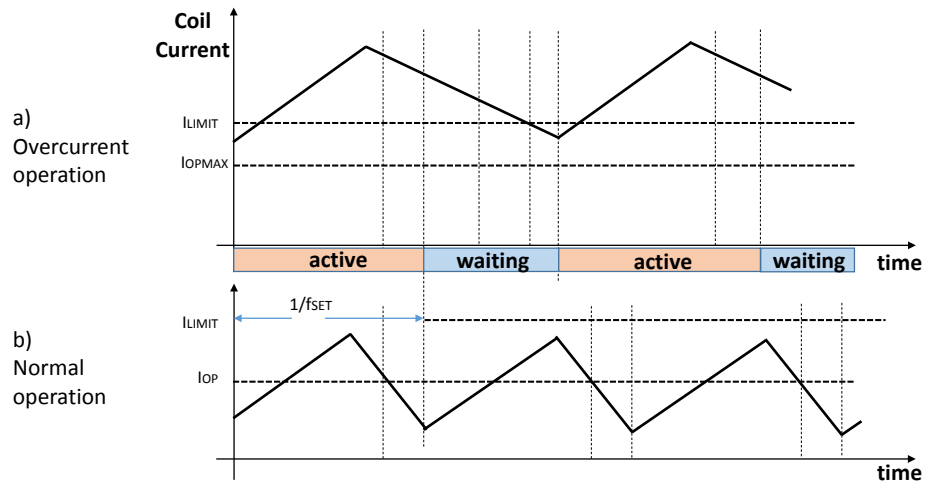 Coil
Current
a)
Overcurrent
operation
ILIMIT
IOPMAX
active
waiting
active
waiting
time
1/fSET
ILIMIT
b)
Normal
operation
IOP
time